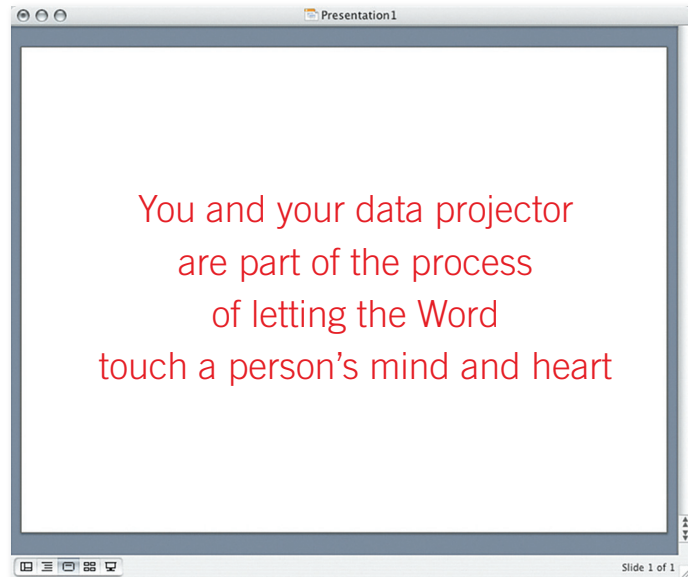 Presentation1
You and your data projector
are part of the process
of letting the Word
touch a person’s mind and heart
Slide 1 of 1